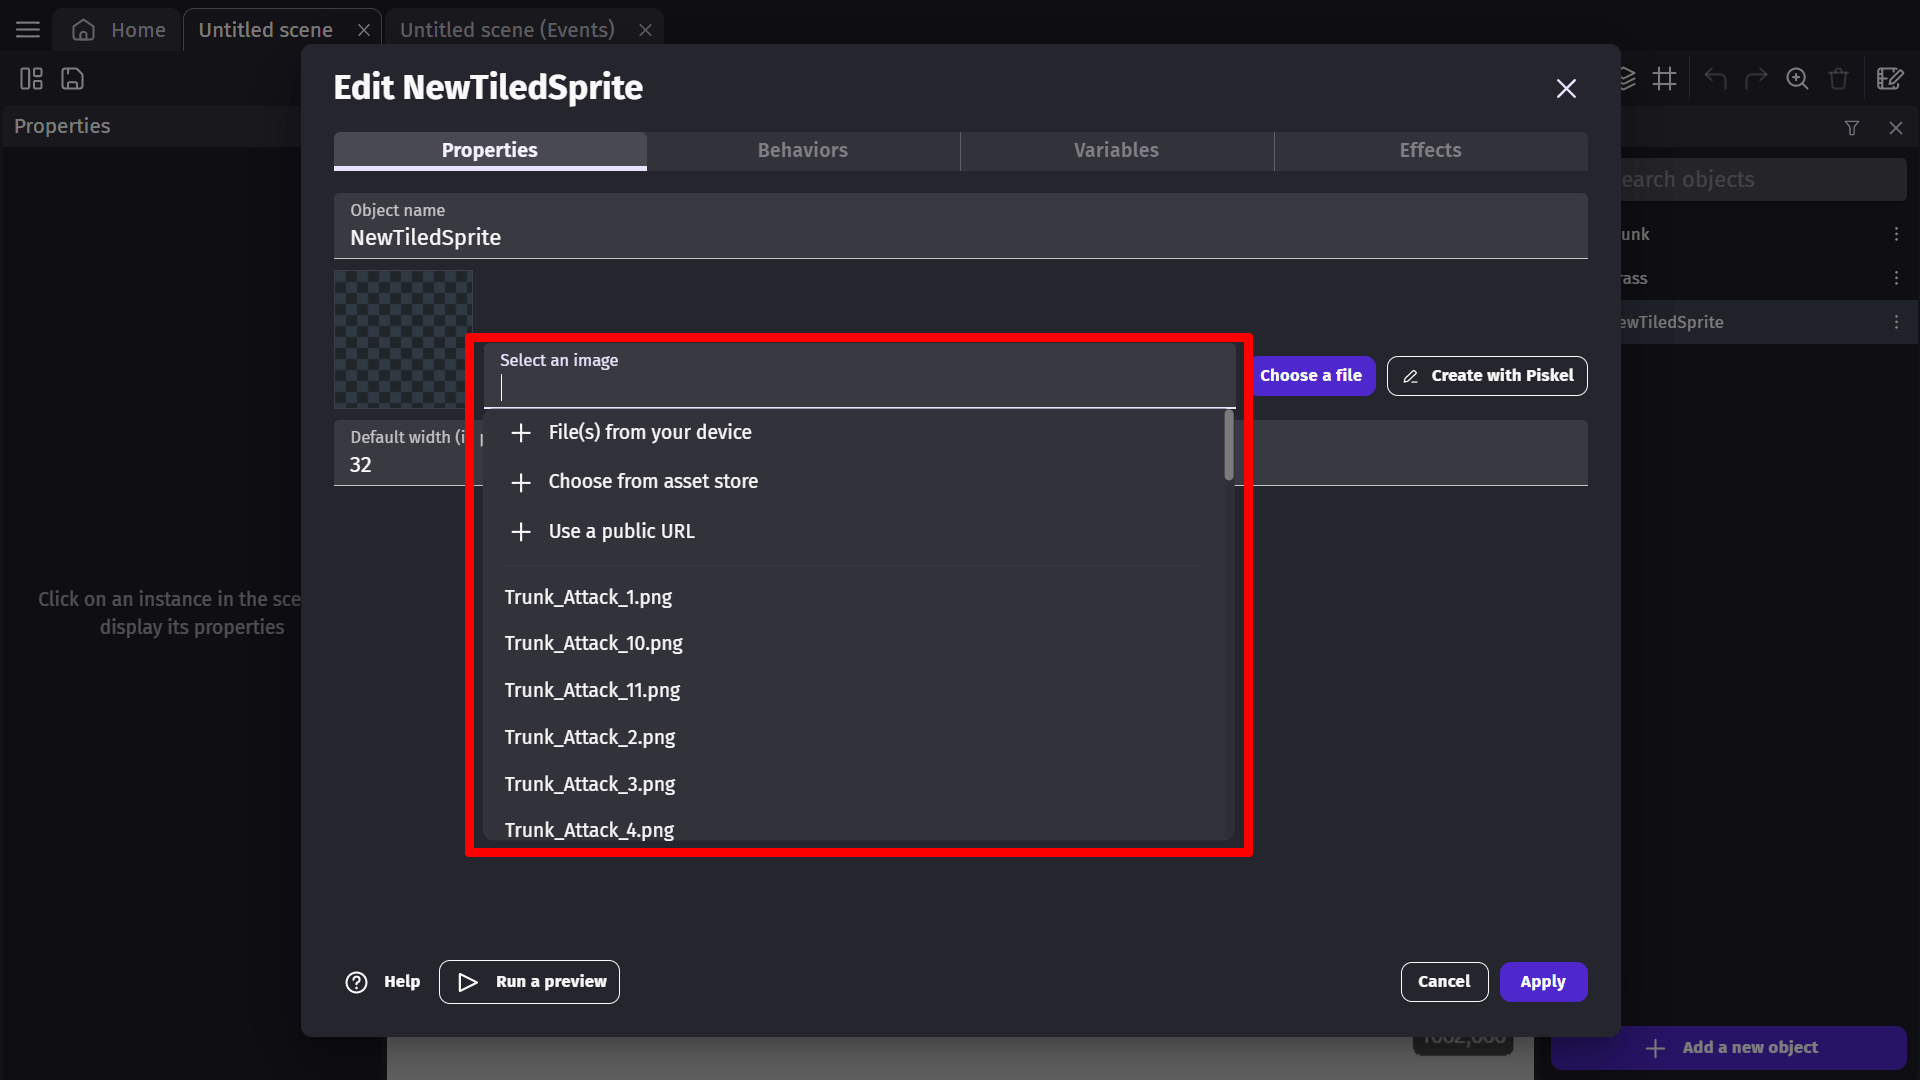 Home
Untitled scene
Untitled scene (Events)
Edit NewTiledSprite
Properties
Properties
Behaviors
Variables
Effects
earch objects
Object name
NewTiledSprite
unk
ass
ewTiledSprite
Select an image
Choose a file
Create with Piskel
Default width (i
32
File(s) from your device
Choose from asset store
Use a public URL
Trunk_Attack_1.png
Click on an instance in the sce
display its properties
Trunk_Attack_10.png
Trunk_Attack_11.png
Trunk_Attack_2.png
Trunk_Attack_3.png
Trunk_Attack_4.png
Help
Run a preview
Cancel
Apply
Add a new object